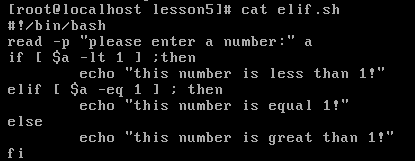 [root@localhost lesson5]# cat elif.sh
#!/bin/bash
read -p "please enter a number:" a
if [ $a -lt 1 ] ;then
        echo "this number is less than 1!"
elif [ $a -eq 1 ] ; then
        echo "this number is equal 1!"
else
        echo "this number is great than 1!"
fi